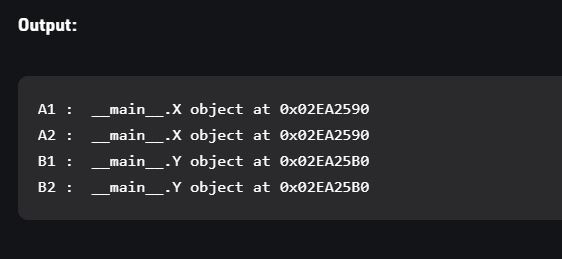 Output:
A1 :  __main__.X object at 0x02EA2590
A2 :  __main__.X object at 0x02EA2590
B1 :  __main__.Y object at 0x02EA25B0
B2 :  __main__.Y object at 0x02EA25B0